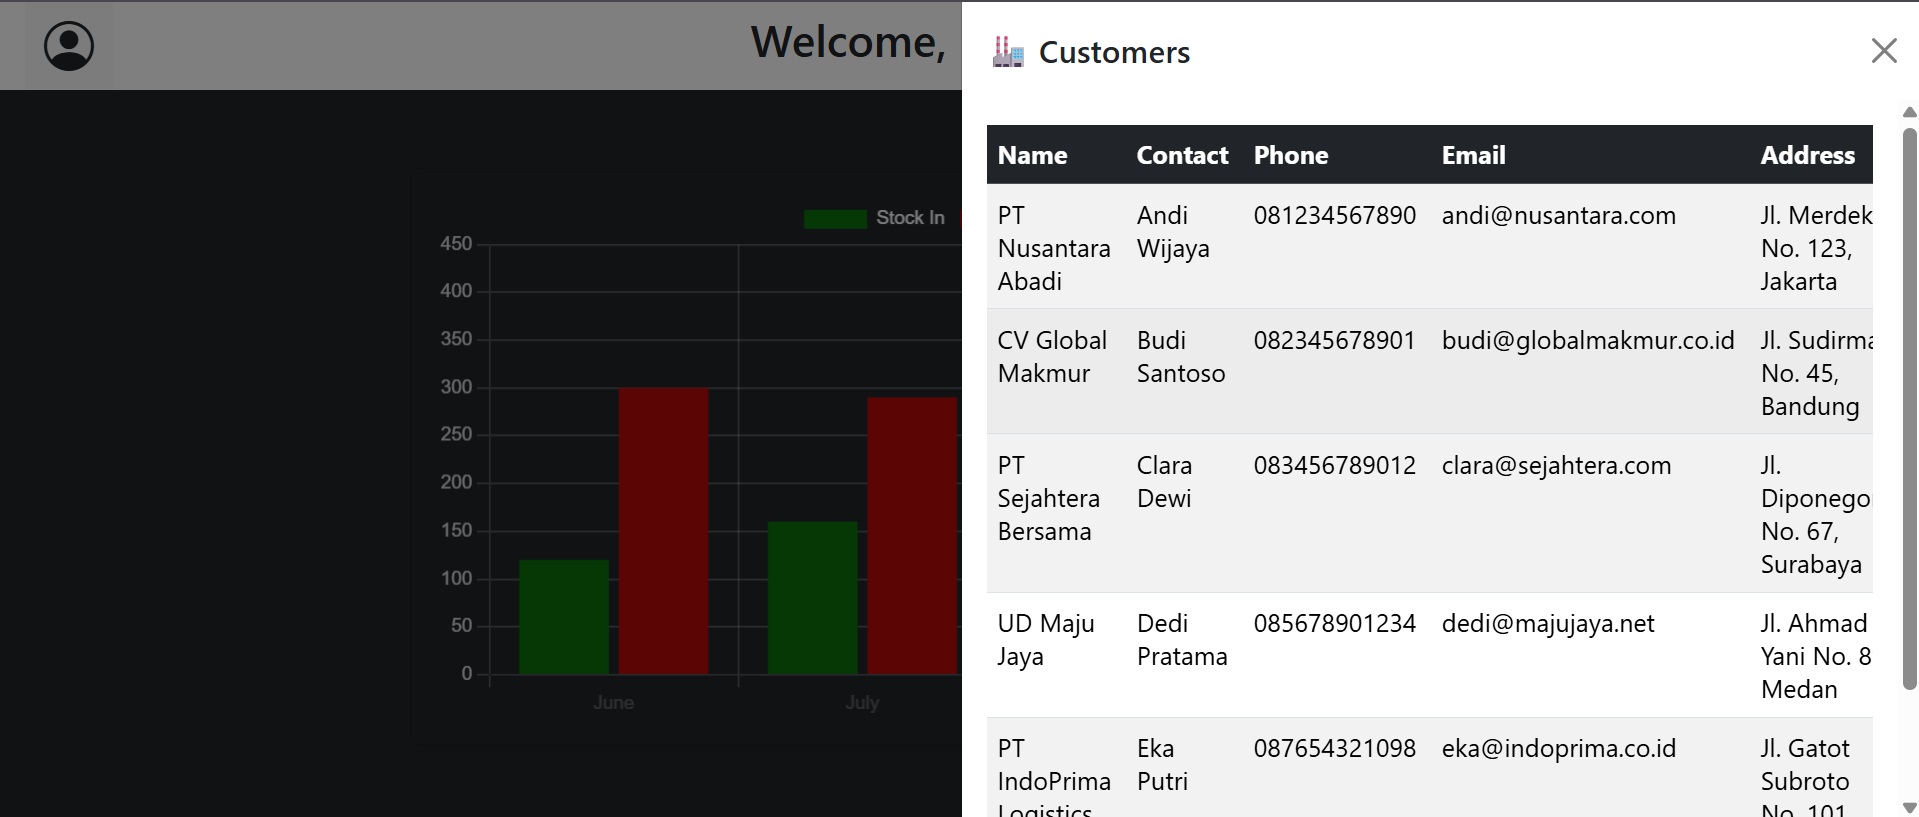 Welcome,
Customers
Stock In
450
400
350
300
250
200
150
100
50
0
June
July
Name Contact Phone Email Address
PT Andi 081234567890 andi@nusantara.com Jl. Merdek
Nusantara Wijaya No. 123,
Abadi Jakarta
CV Global Budi 082345678901 budi@globalmakmur.co.id Jl. Sudirma
Makmur Santoso No. 45,
Bandung
PT Clara 083456789012 clara@sejahtera.com Jl.
Sejahtera Dewi Diponego
Bersama No. 67,
Surabaya
UD Maju Dedi 085678901234 dedi@majujaya.net Jl. Ahmad
Jaya Pratama Yani No. 8
Medan
PT Eka 087654321098 eka@indoprima.co.id Jl. Gatot
IndoPrima Putri Subroto
Logistics No. 101